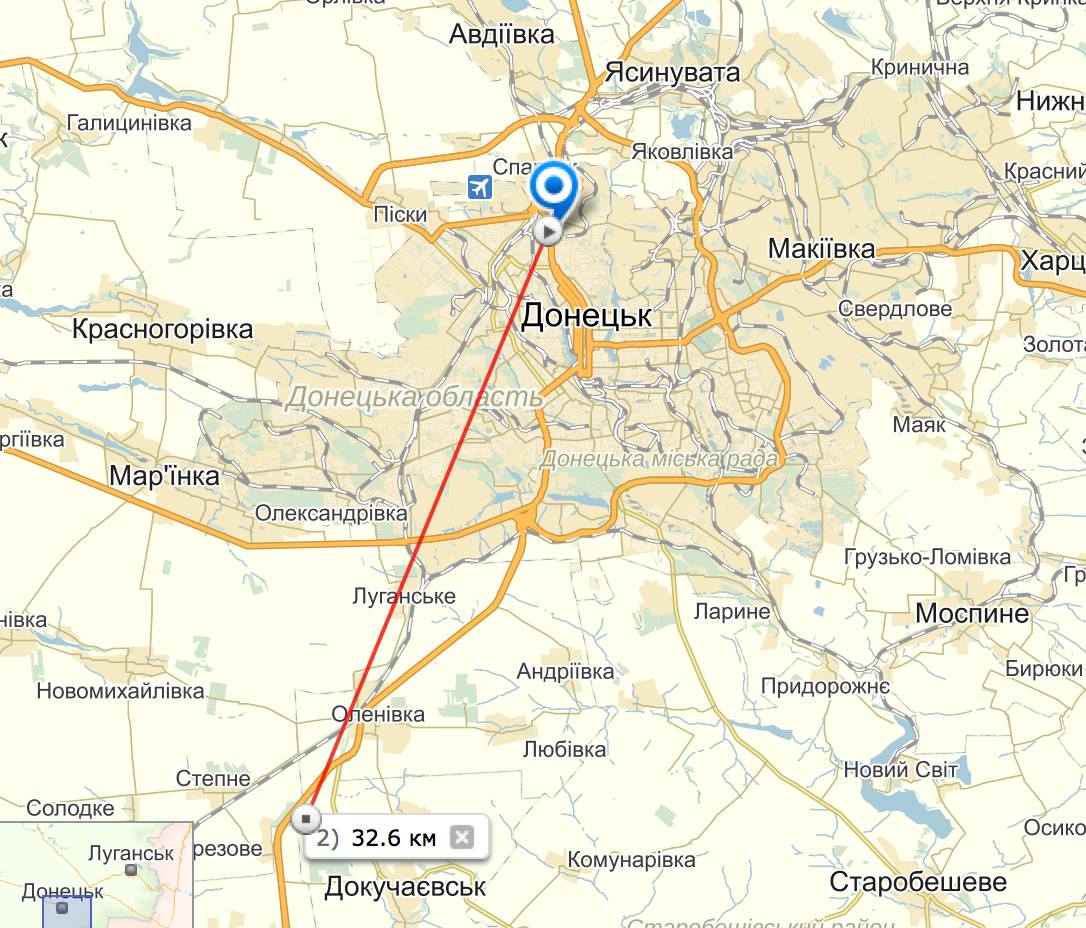 Авдіївка
Ясинувата
Кринична
Нижн
Галицинівка
Яковлівка
Красний
Піски
Макіївка
Харц
Донецьк
Свердлове
Красногорівка
Золота
Донецька область
Маяк
ргіївка
Донецька міська рада
Мар'їнка
Олександрівка
Грузько-Ломівка
Гр
Луганське
Ларине
Моспине
нівка
Андріївка
Бирюки
Новомихайлівка
Придорожнє
Оленівка
Любівка
Степне
Новий Світ
Солодке
2) 32.6 км
Осико
Луганськ
резове
Комунарівка
Донецьк
Докучаєвськ
Старобешеве